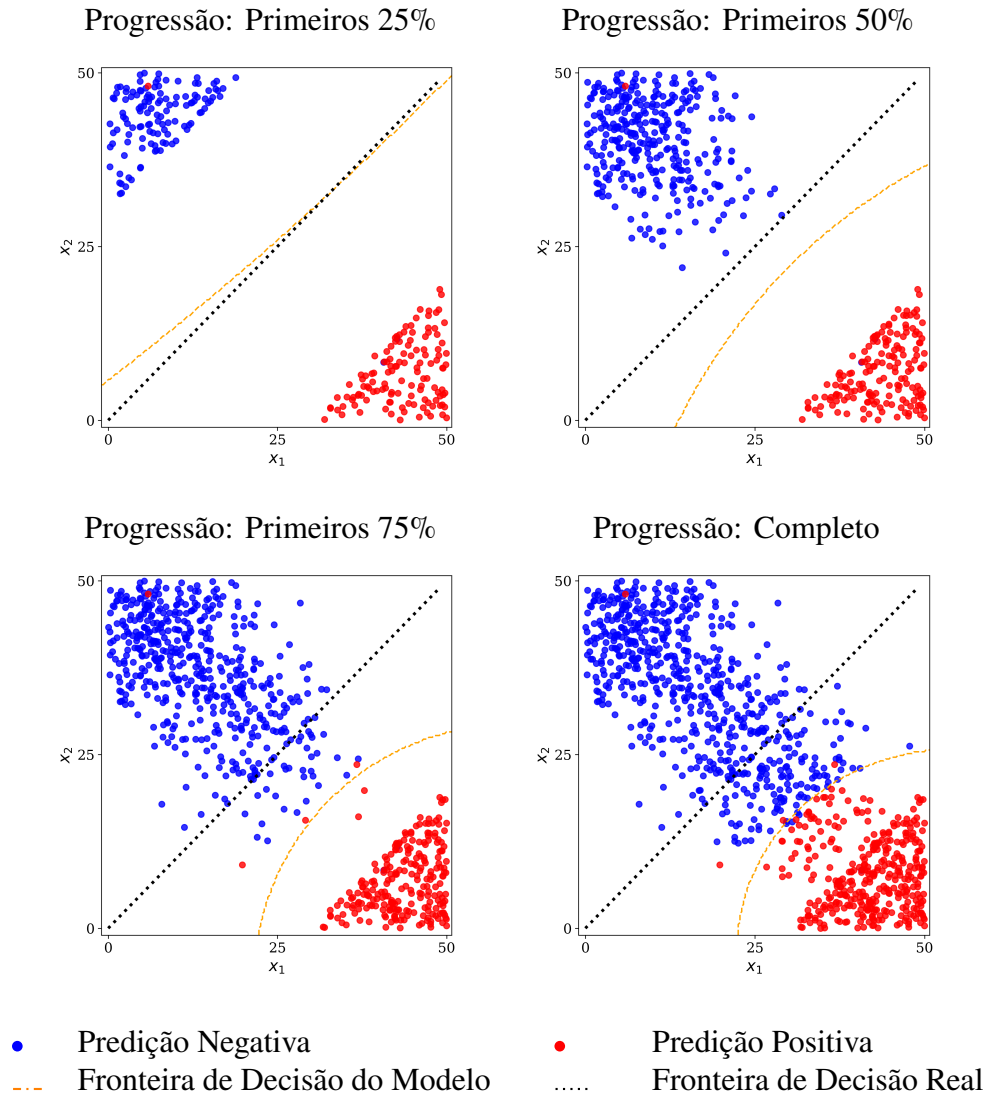 Progressão: Primeiros 25%
Progressão: Primeiros 50%
50
25
0
x₂
0
25
50
x₁
50
25
0
x₂
0
25
50
x₁
Progressão: Primeiros 75%
Progressão: Completo
50
25
0
x₂
0
25
50
x₁
50
25
0
x₂
0
25
50
x₁
Predição Negativa
Predição Positiva
Fronteira de Decisão do Modelo
Fronteira de Decisão Real